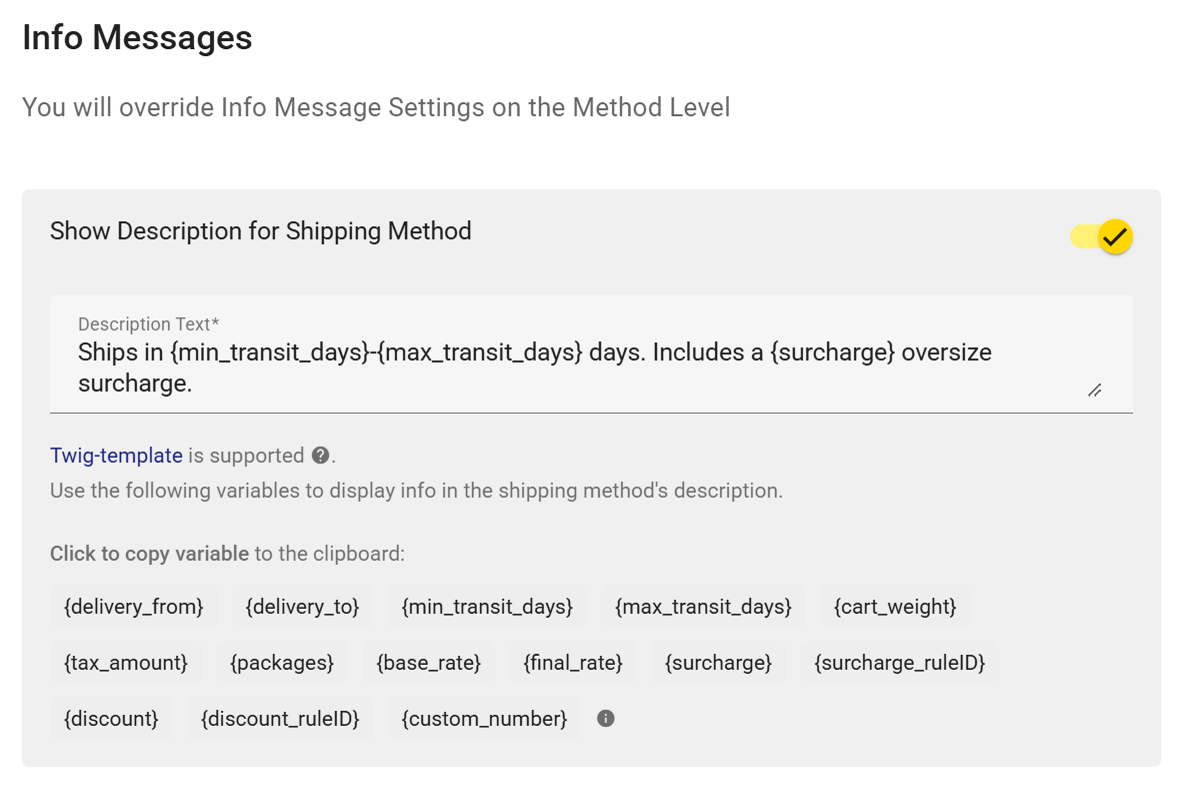 Info Messages
You will override Info Message Settings on the Method Level
Show Description for Shipping Method
Description Text*
Ships in {min_transit_days}-{max_transit_days} days. Includes a {surcharge} oversize
surcharge.
Twig-template is supported ?.
Use the following variables to display info in the shipping method's description.
Click to copy variable to the clipboard:
{delivery_from} {delivery_to} {min_transit_days} {max_transit_days} {cart_weight}
{tax_amount} {packages} {base_rate} {final_rate} {surcharge} {surcharge_ruleID}
{discount} {discount_ruleID} {custom_number}